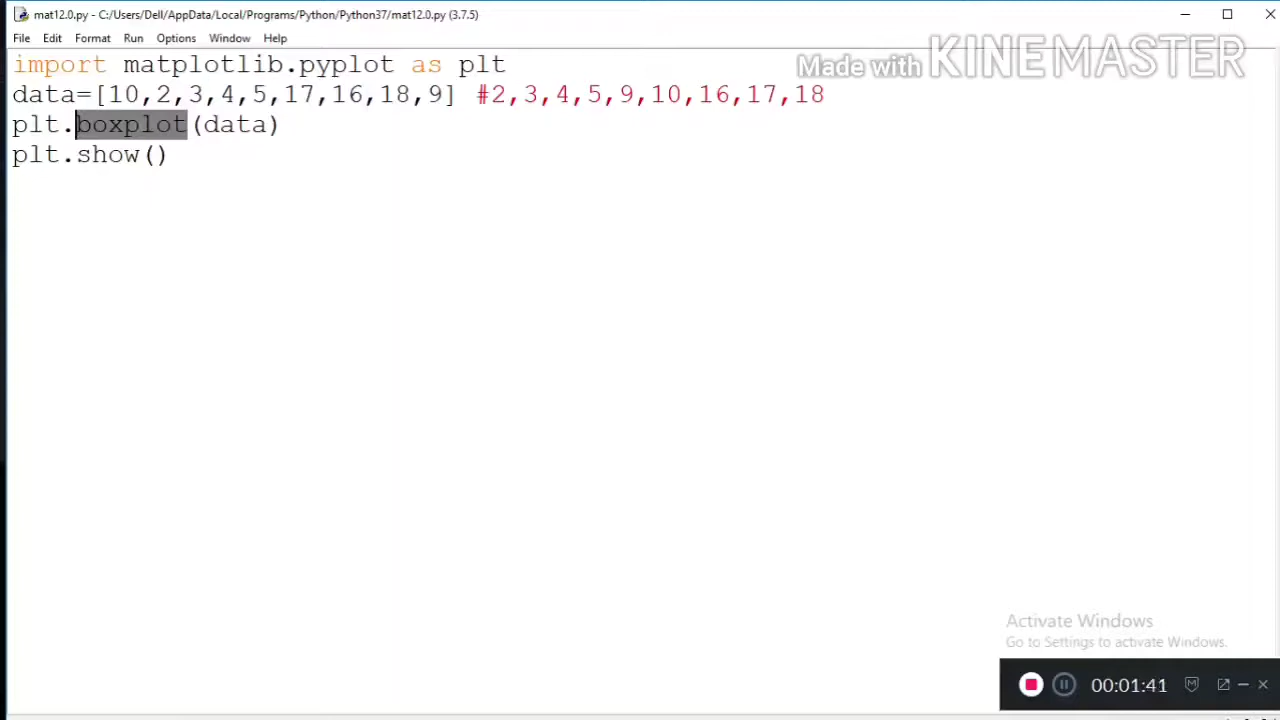 mat12.0.py - C:/Users/Dell/AppData/Local/Programs/Python/Python37/mat12.0.py (3.7.5)
File Edit Format Run Options Window Help
Made with KINEMASTER
import matplotlib.pyplot as plt
data=[10,2,3,4,5,17,16,18,9] #2,3,4,5,9,10,16,17,18
plt.boxplot(data)
plt.show()
Activate Windows
Go to Settings to activate Windows.
00:01:41